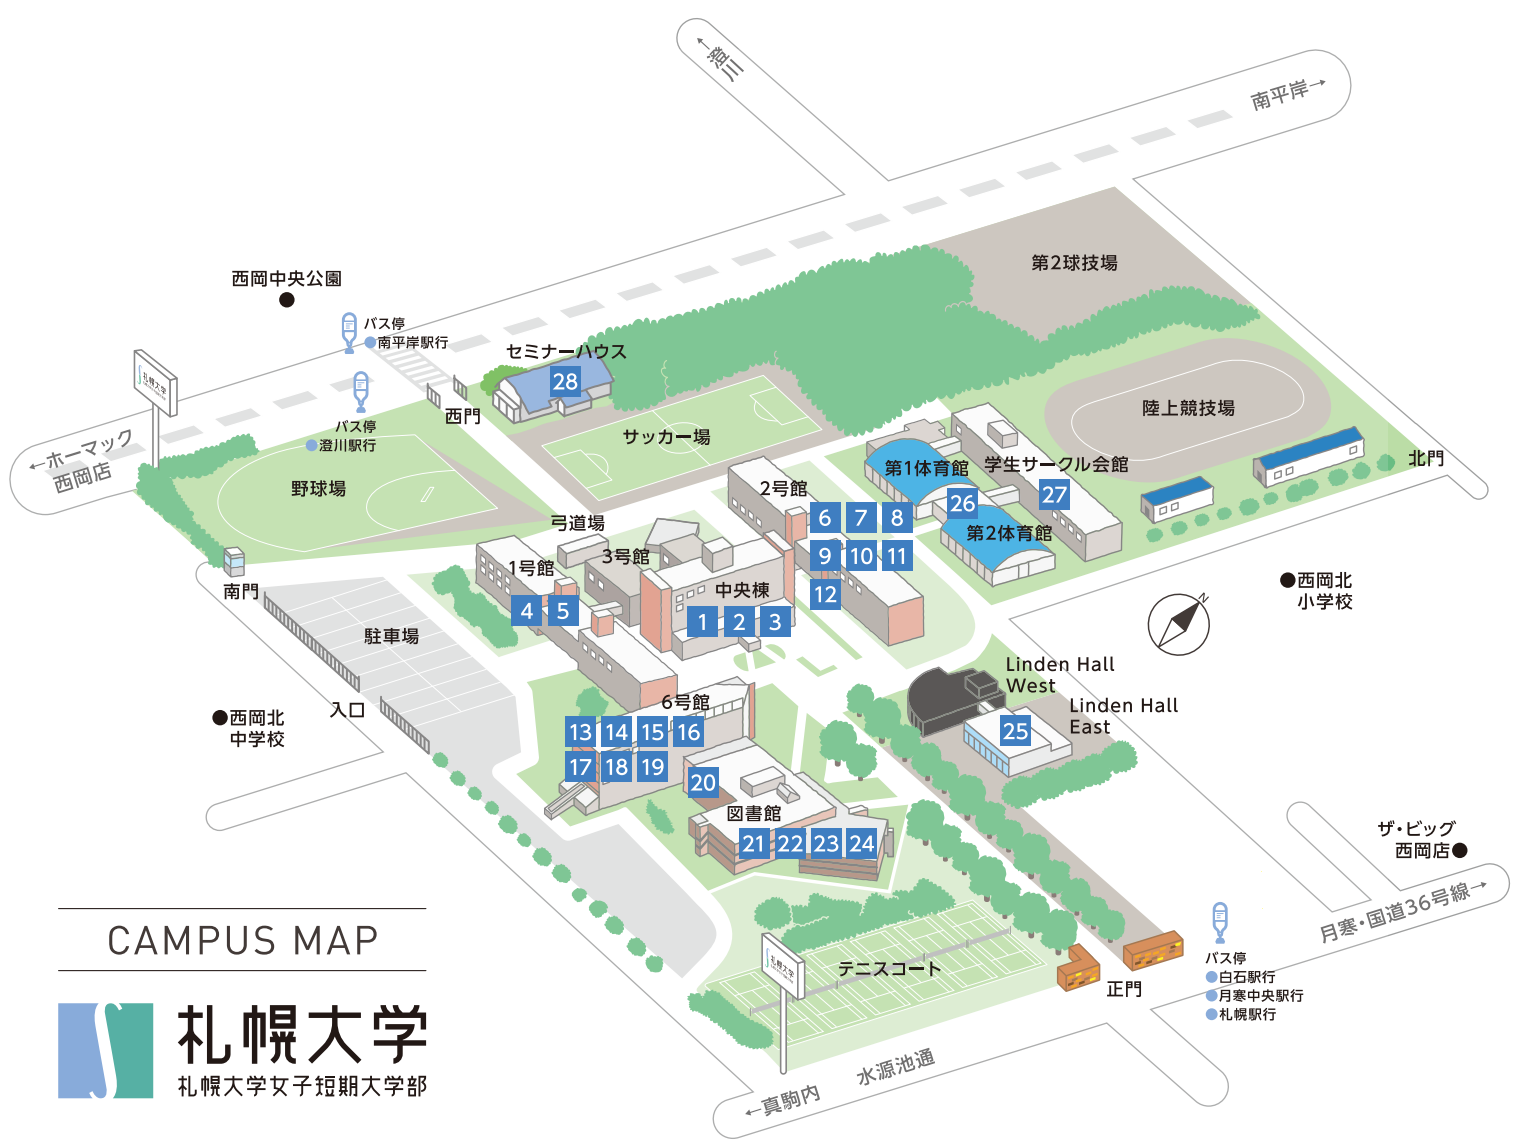 ←澄川
南平岸→
第2球技場
西岡中央公園
バス停
南平岸駅行
セミナーハウス
28
札幌大学
バス停
澄川駅行
西門
サッカー場
陸上競技場
←ホーマック
西岡店
野球場
第1体育館
学生サークル会館
北門
26
27
2号館
6 7 8
第2体育館
弓道場
3号館
9 10 11
1号館
南門
中央棟
12
西岡北
小学校
N
4 5
1 2 3
駐車場
入口
西岡北
中学校
Linden Hall
West
Linden Hall
East
25
6号館
13 14 15 16
17 18 19
20
図書館
21 22 23 24
ザ・ビッグ
西岡店
月寒・国道36号線→
CAMPUS MAP
札幌大学
テニスコート
正門
バス停
白石駅行
月寒中央駅行
札幌駅行
札幌大学
札幌大学女子短期大学部
水源池通
←真駒内